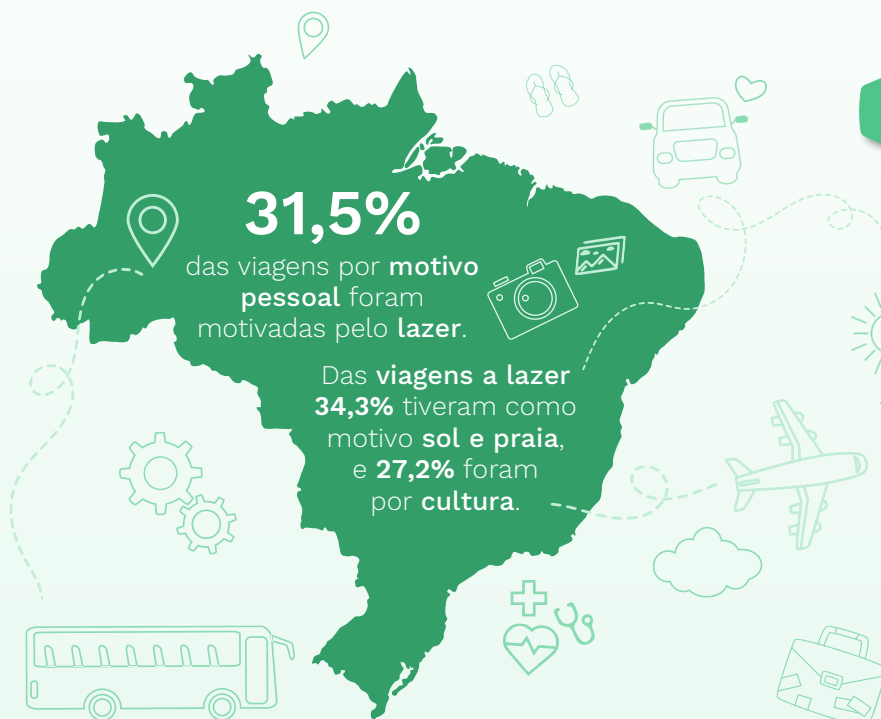 31,5%
das viagens por motivo
pessoal foram
motivadas pelo lazer.
Das viagens a lazer
34,3% tiveram como
motivo sol e praia,
e 27,2% foram
por cultura.